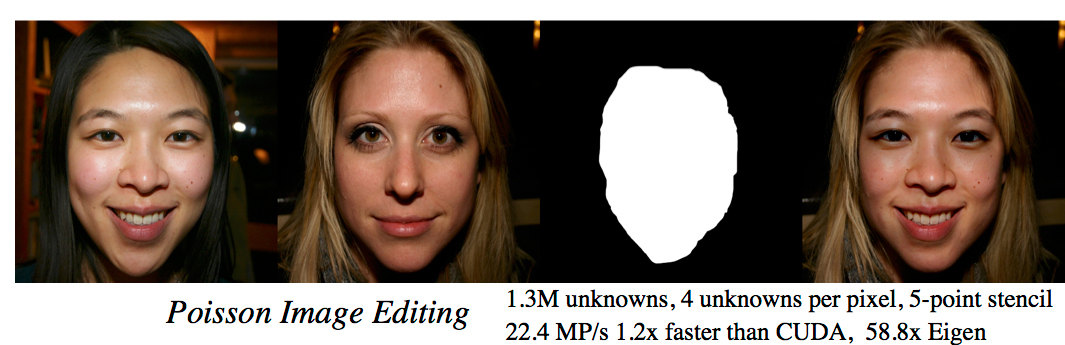 Poisson Image Editing
1.3M unknowns, 4 unknowns per pixel, 5-point stencil
22.4 MP/s 1.2x faster than CUDA,  58.8x Eigen